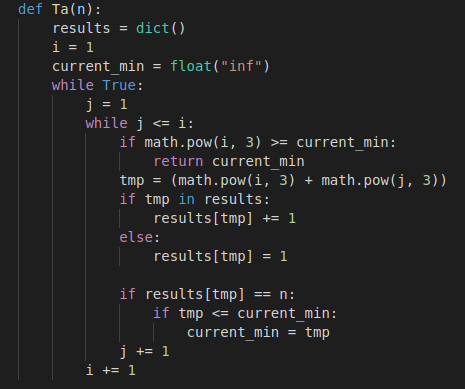 def Ta(n):
    results = dict()
    i = 1
    current_min = float("inf")
    while True:
        j = 1
        while j <= i:
            if math.pow(i, 3) >= current_min:
                return current_min
            tmp = (math.pow(i, 3) + math.pow(j, 3))
            if tmp in results:
                results[tmp] += 1
            else:
                results[tmp] = 1

            if results[tmp] == n:
                if tmp <= current_min:
                    current_min = tmp
            j += 1
        i += 1